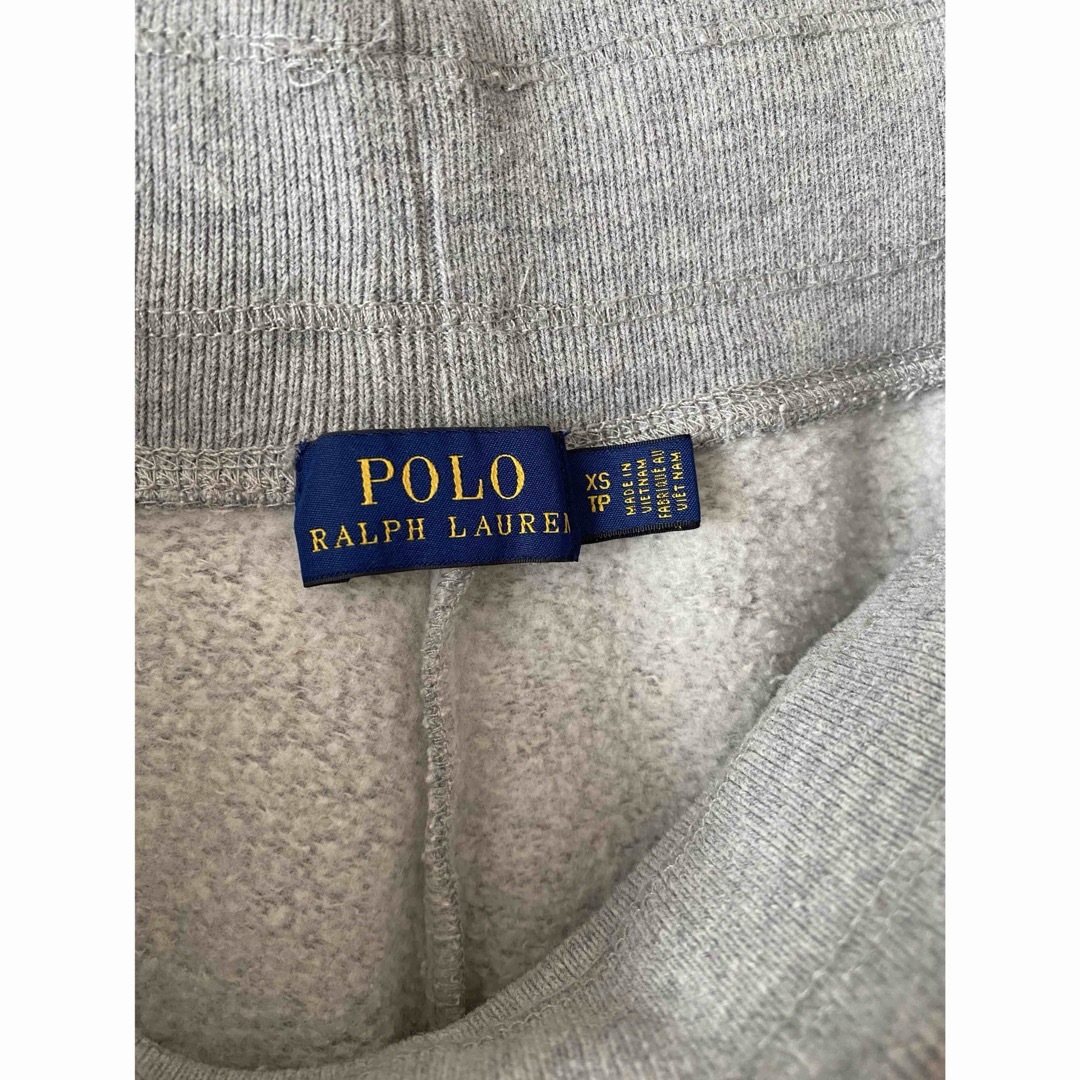 POLO
RALPH LAUREN
XS
TP
MADE IN
VIETNAM
FABRIQUÉ AU
VIET NAM